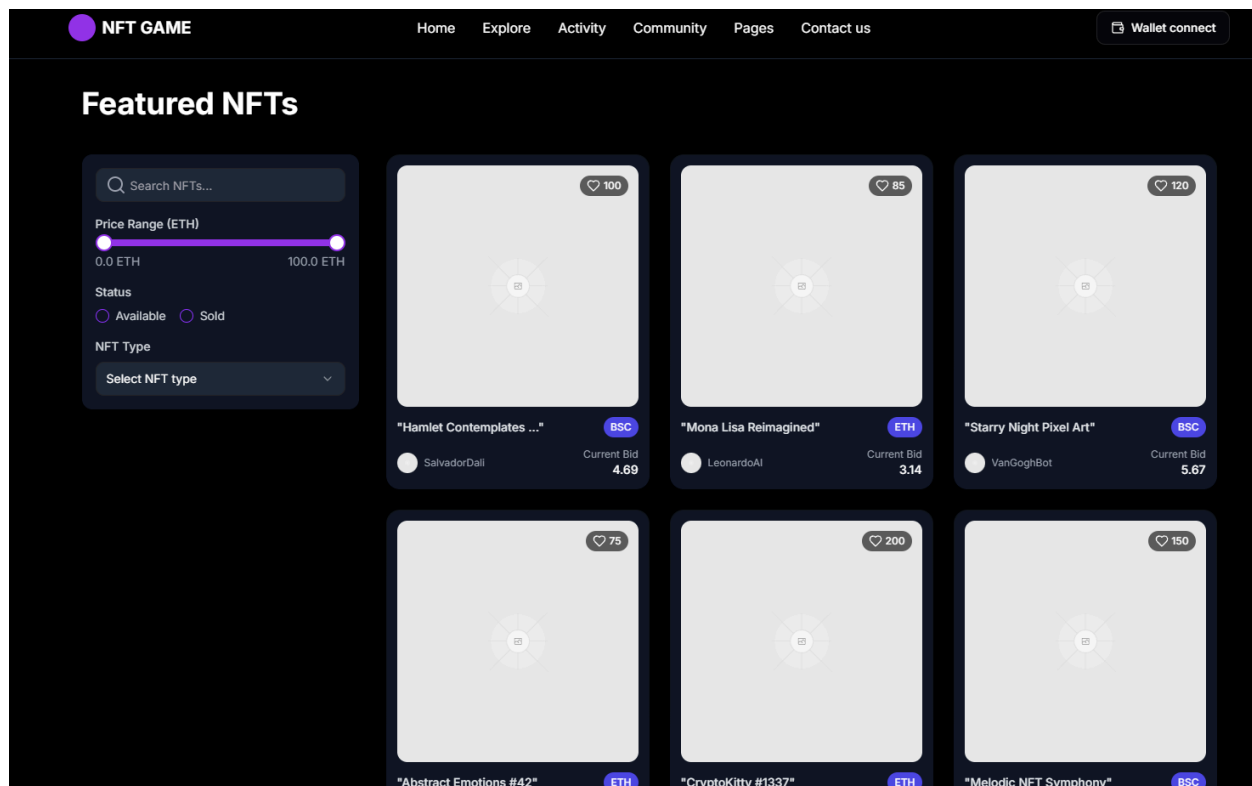 NFT GAME
Home Explore Activity Community Pages Contact us
Wallet connect
Featured NFTs
Search NFTs...
Price Range (ETH)
0.0 ETH 100.0 ETH
Status
Available Sold
NFT Type
Select NFT type
100
"Hamlet Contemplates ..." BSC
SalvadorDali
Current Bid
4.69
85
"Mona Lisa Reimagined" ETH
LeonardoAI
Current Bid
3.14
120
"Starry Night Pixel Art" BSC
VanGoghBot
Current Bid
5.67
75
"Abstract Emotions #42" ETH
200
"CryptoKitty #1337" ETH
150
"Melodic NFT Symphony" BSC